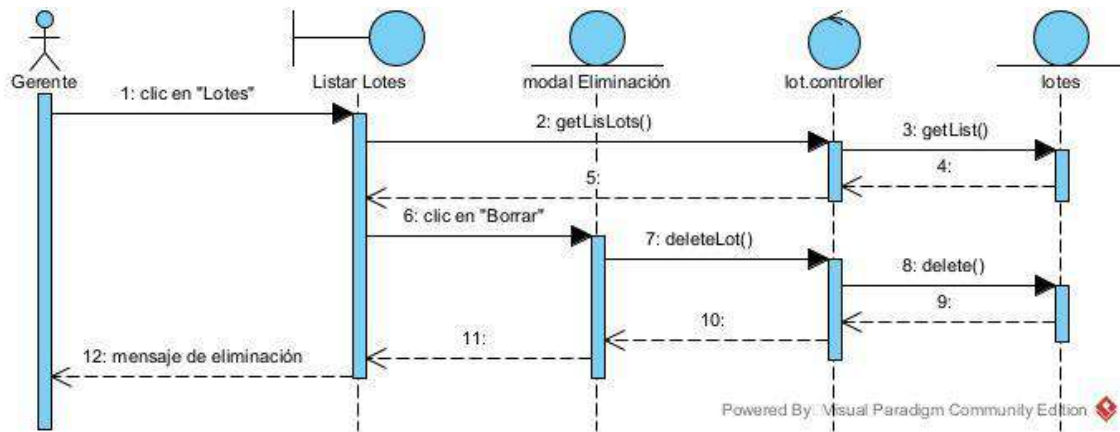 Gerente
Listar Lotes
modal Eliminación
lot.controller
lotes
1: clic en "Lotes"
2: getLisLots()
3: getList()
4:
5:
6: clic en "Borrar"
7: deleteLot()
8: delete()
9:
10:
11:
12: mensaje de eliminación
Powered By: Visual Paradigm Community Edition